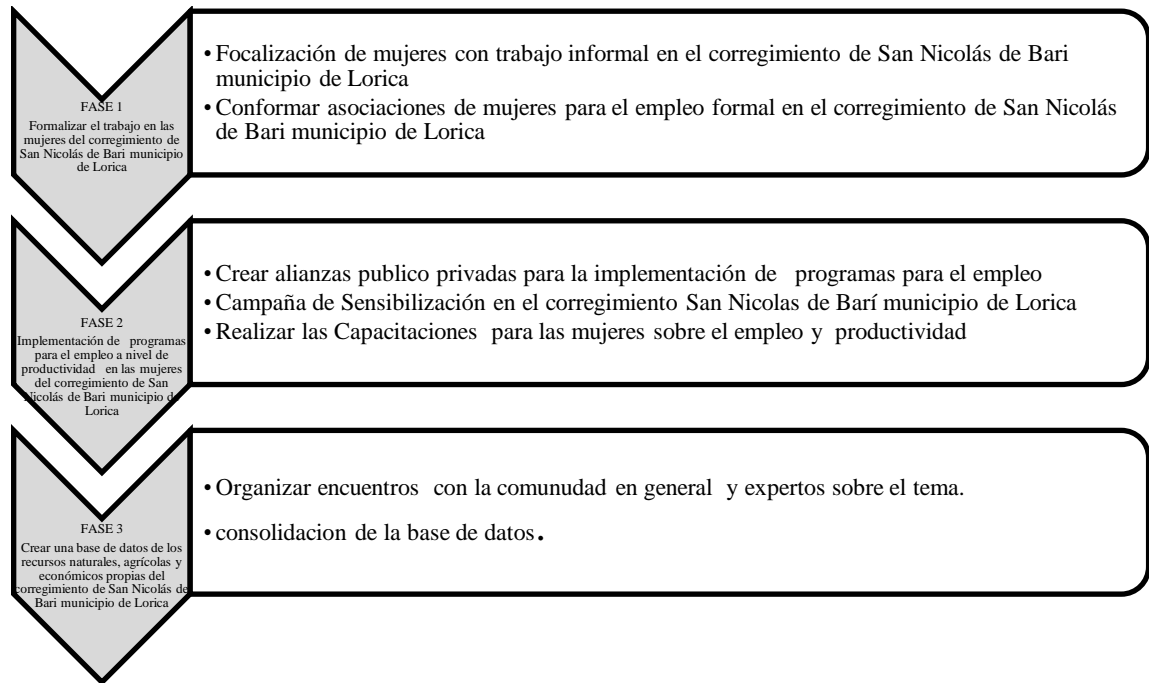 FASE 1
Formalizar el trabajo en las
mujeres del corregimiento de
San Nicolás de Bari municipio
de Lorica
• Focalización de mujeres con trabajo informal en el corregimiento de San Nicolás de Bari
municipio de Lorica
• Conformar asociaciones de mujeres para el empleo formal en el corregimiento de San Nicolás
de Bari municipio de Lorica
FASE 2
Implementación de programas
para el empleo a nivel de
productividad en las mujeres
del corregimiento de San
Nicolás de Bari municipio de
Lorica
• Crear alianzas publico privadas para la implementación de programas para el empleo
• Campaña de Sensibilización en el corregimiento San Nicolas de Barí municipio de Lorica
• Realizar las Capacitaciones para las mujeres sobre el empleo y productividad
FASE 3
Crear una base de datos de los
recursos naturales, agrícolas y
económicos propias del
corregimiento de San Nicolás de
Bari municipio de Lorica
• Organizar encuentros con la comunudad en general y expertos sobre el tema.
• consolidacion de la base de datos.